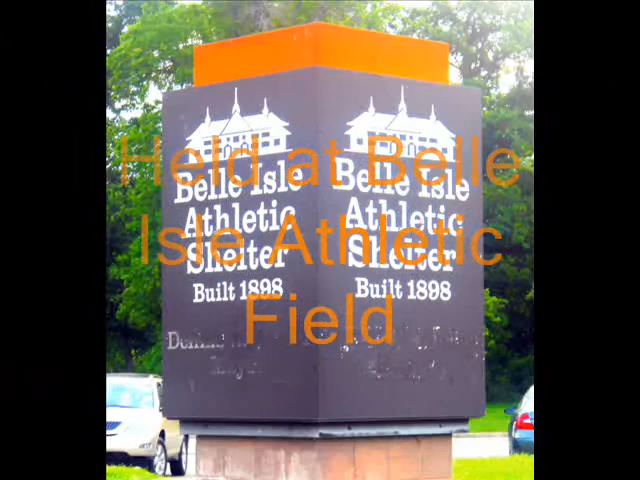 Held at Belle
Isle Athletic
Field
Belle Isle
Athletic
Shelter
Built 1898
Belle Isle
Athletic
Shelter
Built 1898